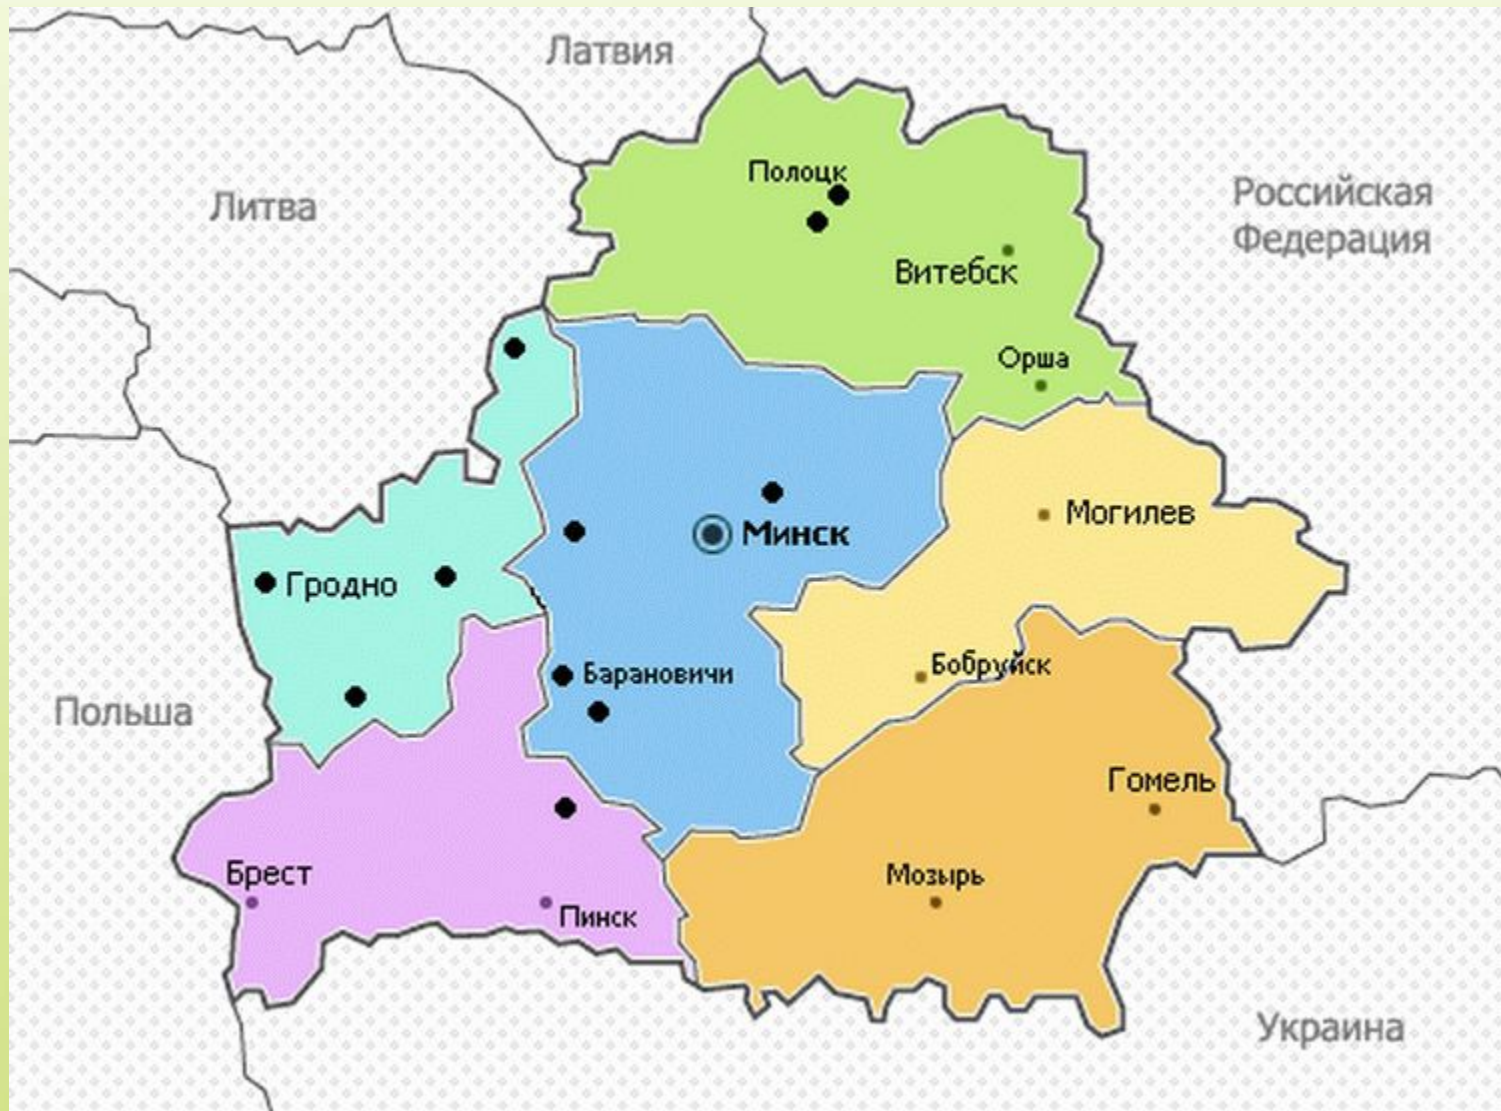 Латвия
Полоцк
Литва
Российская
Федерация
Витебск
Орша
Могилев
Минск
Гродно
Бобруйск
Барановичи
Польша
Гомель
Брест
Мозырь
Пинск
Украина